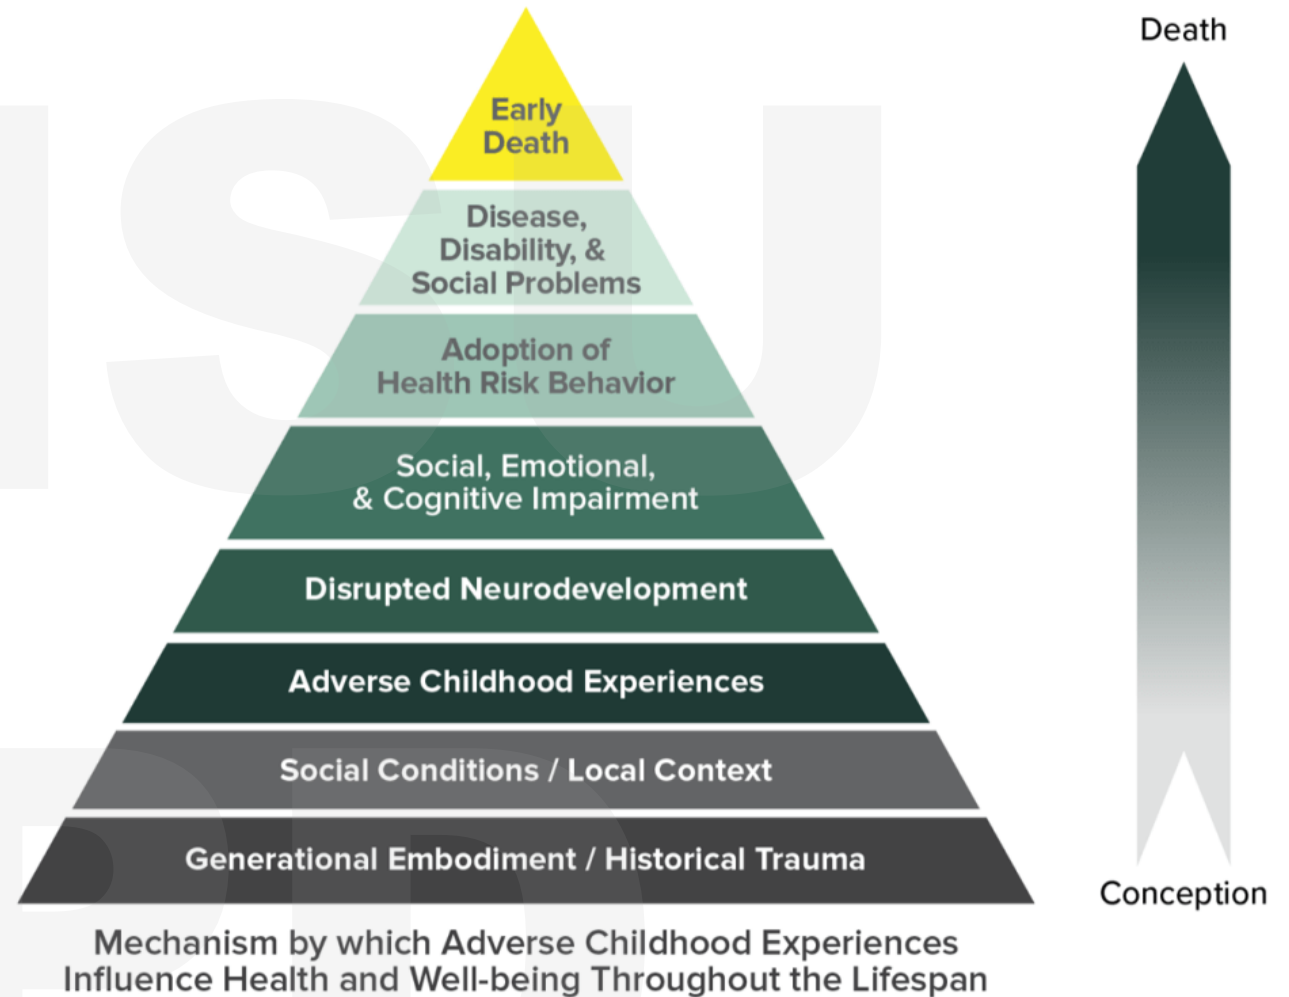 Death
Early
Death
Disease,
Disability, &
Social Problems
Adoption of
Health Risk Behavior
Social, Emotional,
& Cognitive Impairment
Disrupted Neurodevelopment
Adverse Childhood Experiences
Social Conditions / Local Context
Generational Embodiment / Historical Trauma
Conception
Mechanism by which Adverse Childhood Experiences
Influence Health and Well-being Throughout the Lifespan